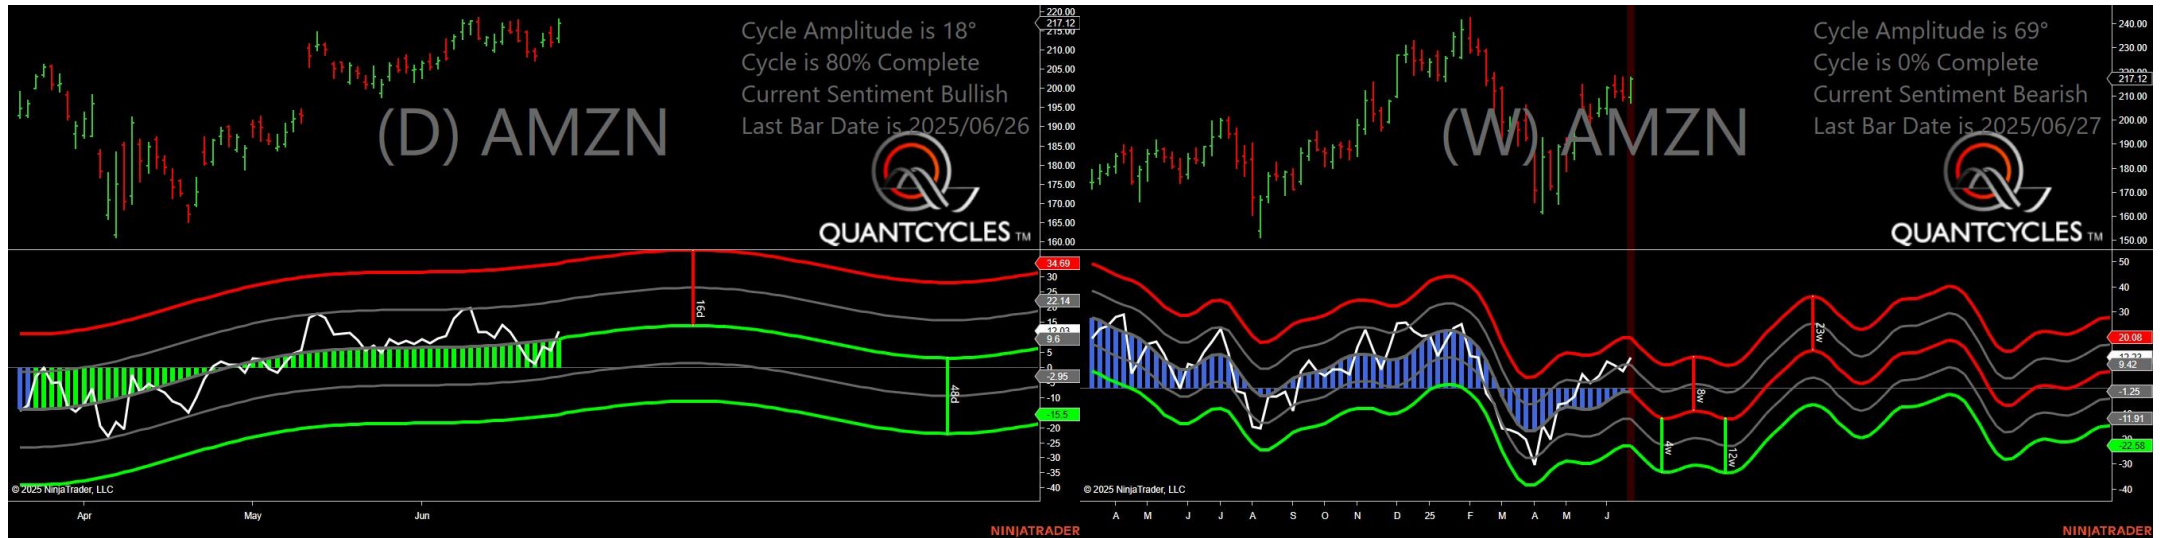 Cycle Amplitude is 18°
Cycle is 80% Complete
Current Sentiment Bullish
Last Bar Date is 2025/06/26
(D) AMZN
QUANTCYCLES TM
220.00
217.12
215.00
210.00
205.00
200.00
195.00
190.00
185.00
180.00
175.00
170.00
165.00
160.00
34.69
30
25
22.14
20
15
12.03
9.6
5
0
-2.95
-5
-10
-15.5
-20
-25
-30
-35
-40
16d
48d
© 2025 NinjaTrader, LLC
Apr May Jun
NINJATRADER
Cycle Amplitude is 69°
Cycle is 0% Complete
Current Sentiment Bearish
Last Bar Date is 2025/06/27
(W) AMZN
QUANTCYCLES TM
240.00
230.00
220.00
217.12
210.00
200.00
190.00
180.00
170.00
160.00
150.00
50
40
30
20.08
9.42
-1.25
-11.91
-22.58
-30
-40
8w
4w
12w
23w
© 2025 NinjaTrader, LLC
A M J J A S O N D 25 F M A M J
NINJATRADER